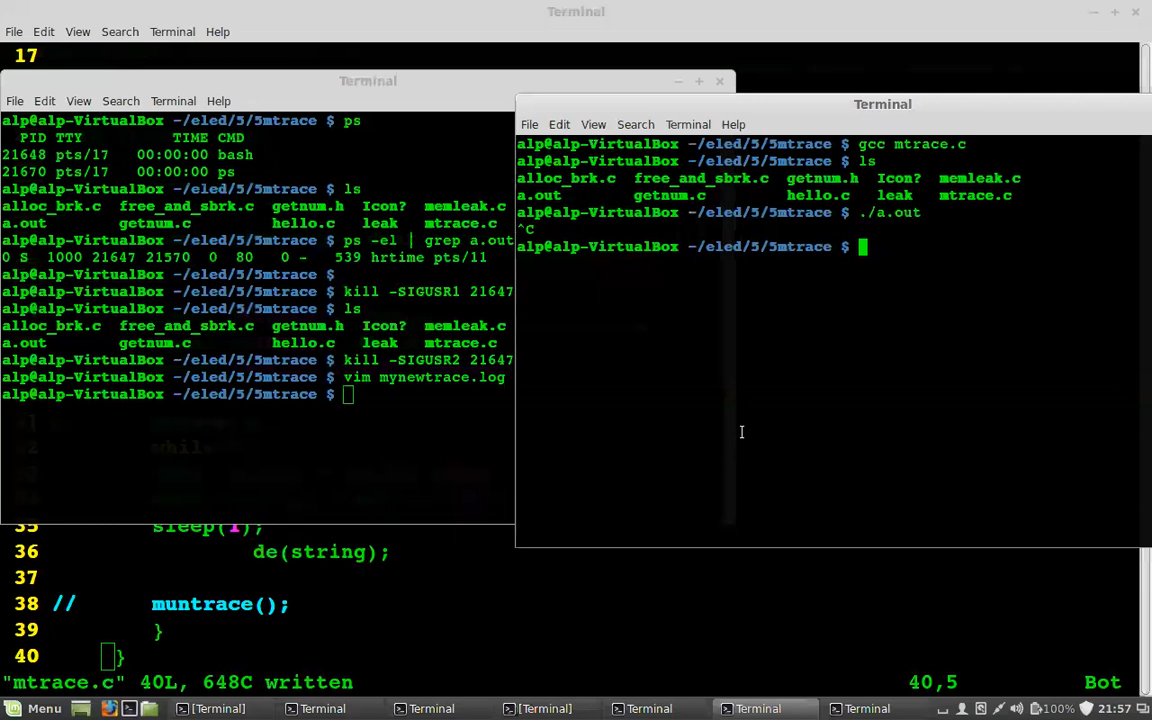 Terminal
File Edit View Search Terminal Help
17
Terminal
File Edit View Search Terminal Help
alp@alp-VirtualBox ~/eled/5/5mtrace $ ps
PID TTY TIME CMD
21648 pts/17 00:00:00 bash
21670 pts/17 00:00:00 ps
alp@alp-VirtualBox ~/eled/5/5mtrace $ ls
alloc_brk.c free_and_sbrk.c getnum.h Icon? memleak.c
a.out getnum.c hello.c leak mtrace.c
alp@alp-VirtualBox ~/eled/5/5mtrace $ ps -el | grep a.out
0 S 1000 21647 21570 0 80 0 - 539 hrtime pts/11
alp@alp-VirtualBox ~/eled/5/5mtrace $
alp@alp-VirtualBox ~/eled/5/5mtrace $ kill -SIGUSR1 21647
alp@alp-VirtualBox ~/eled/5/5mtrace $ ls
alloc_brk.c free_and_sbrk.c getnum.h Icon? memleak.c
a.out getnum.c hello.c leak mtrace.c
alp@alp-VirtualBox ~/eled/5/5mtrace $ kill -SIGUSR2 21647
alp@alp-VirtualBox ~/eled/5/5mtrace $ vim mynewtrace.log
alp@alp-VirtualBox ~/eled/5/5mtrace $
Terminal
File Edit View Search Terminal Help
alp@alp-VirtualBox ~/eled/5/5mtrace $ gcc mtrace.c
alp@alp-VirtualBox ~/eled/5/5mtrace $ ls
alloc_brk.c free_and_sbrk.c getnum.h Icon? memleak.c
a.out getnum.c hello.c leak mtrace.c
alp@alp-VirtualBox ~/eled/5/5mtrace $ ./a.out
^C
alp@alp-VirtualBox ~/eled/5/5mtrace $
35 sleep(1);
36 de(string);
37
38 // muntrace();
39 }
40 }
"mtrace.c" 40L, 648C written 40,5 Bot
Menu [Terminal] Terminal Terminal [Terminal] Terminal Terminal Terminal 100% 21:57